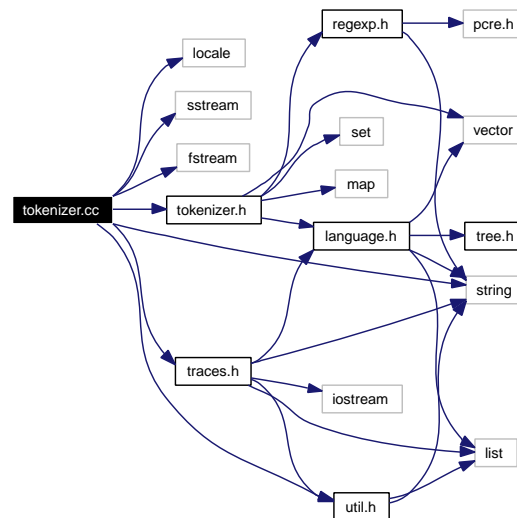 regexp.h
pcre.h
locale
sstream
set
vector
fstream
map
tokenizer.cc
tokenizer.h
language.h
tree.h
string
traces.h
iostream
list
util.h